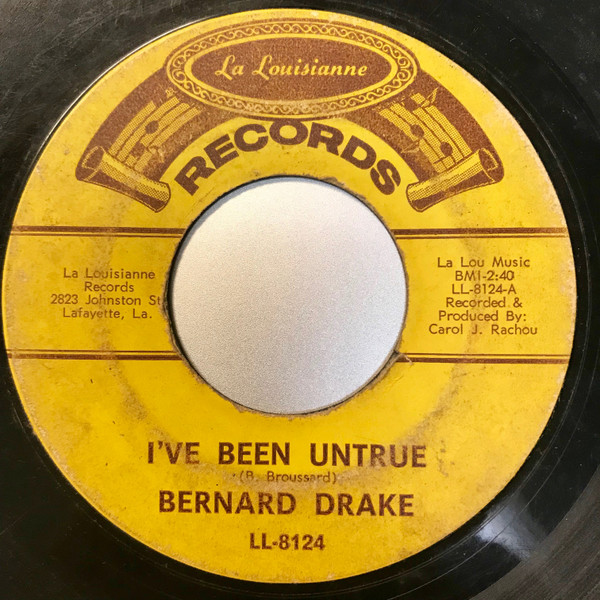 La Louisianne
RECORDS
La Louisianne
Records
2823 Johnston St.
Lafayette, La.
La Lou Music
BMI-2:40
LL-8124-A
Recorded &
Produced By:
Carol J. Rachou
I'VE BEEN UNTRUE
(B. Broussard)
BERNARD DRAKE
LL-8124